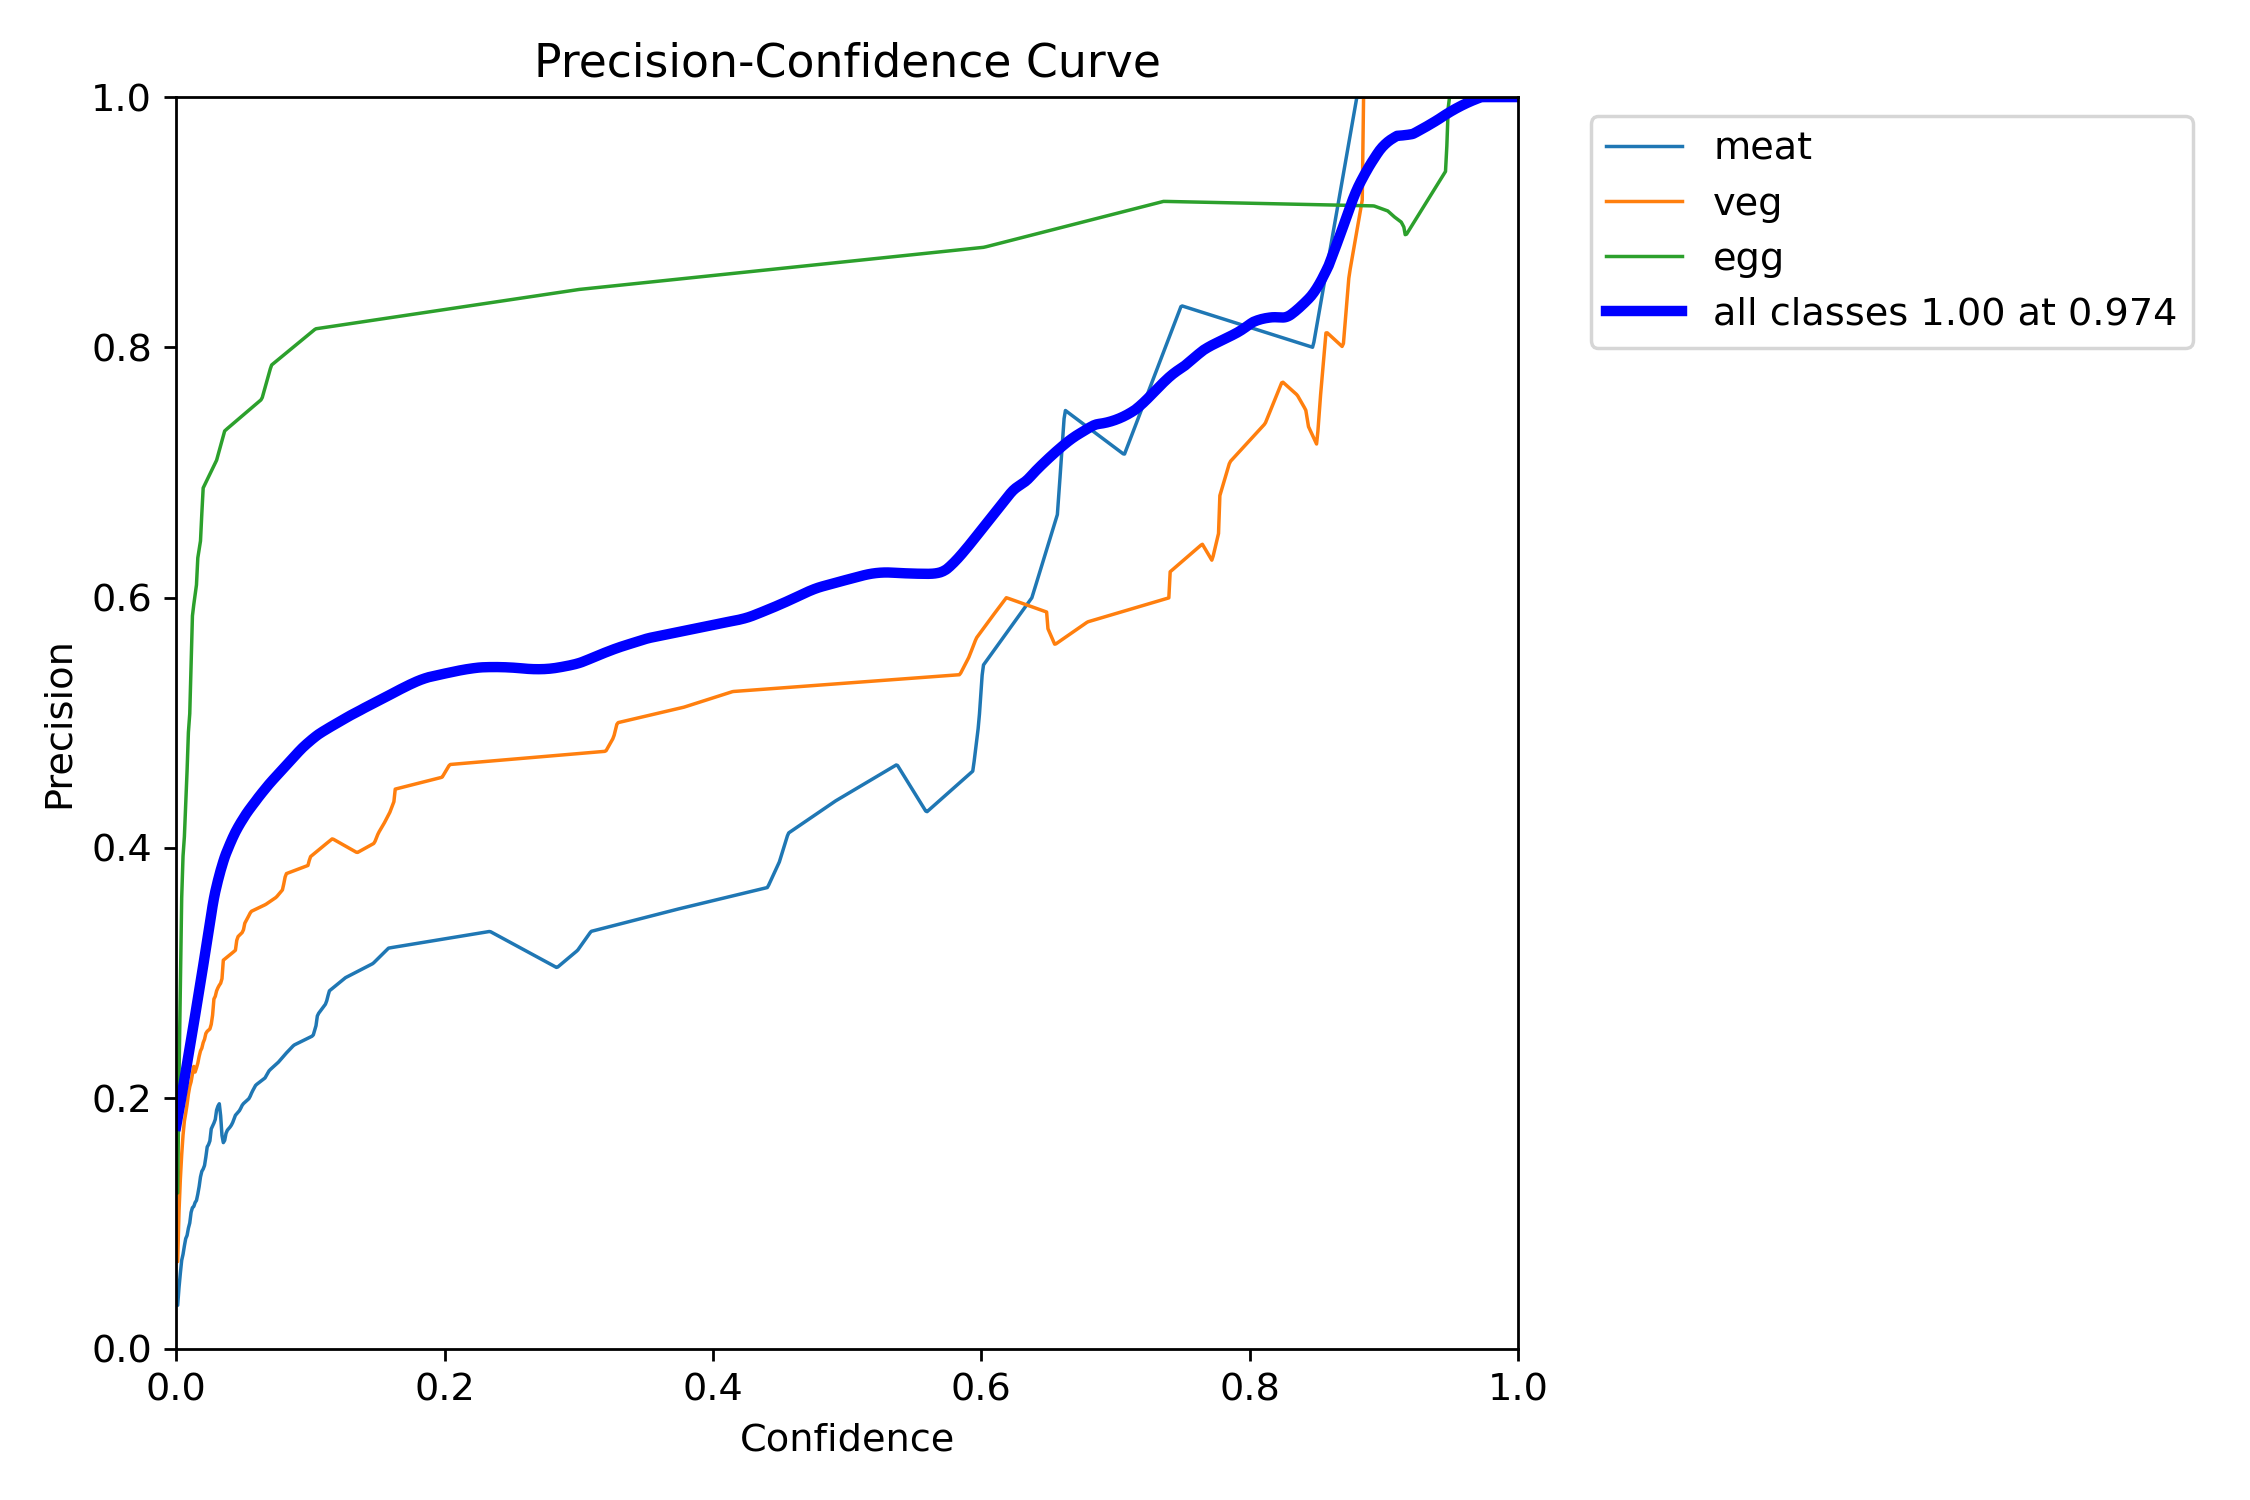 Precision-Confidence Curve
1.0
0.8
0.6
0.4
0.2
0.0
Precision
0.0 0.2 0.4 0.6 0.8 1.0
Confidence
meat
veg
egg
all classes 1.00 at 0.974